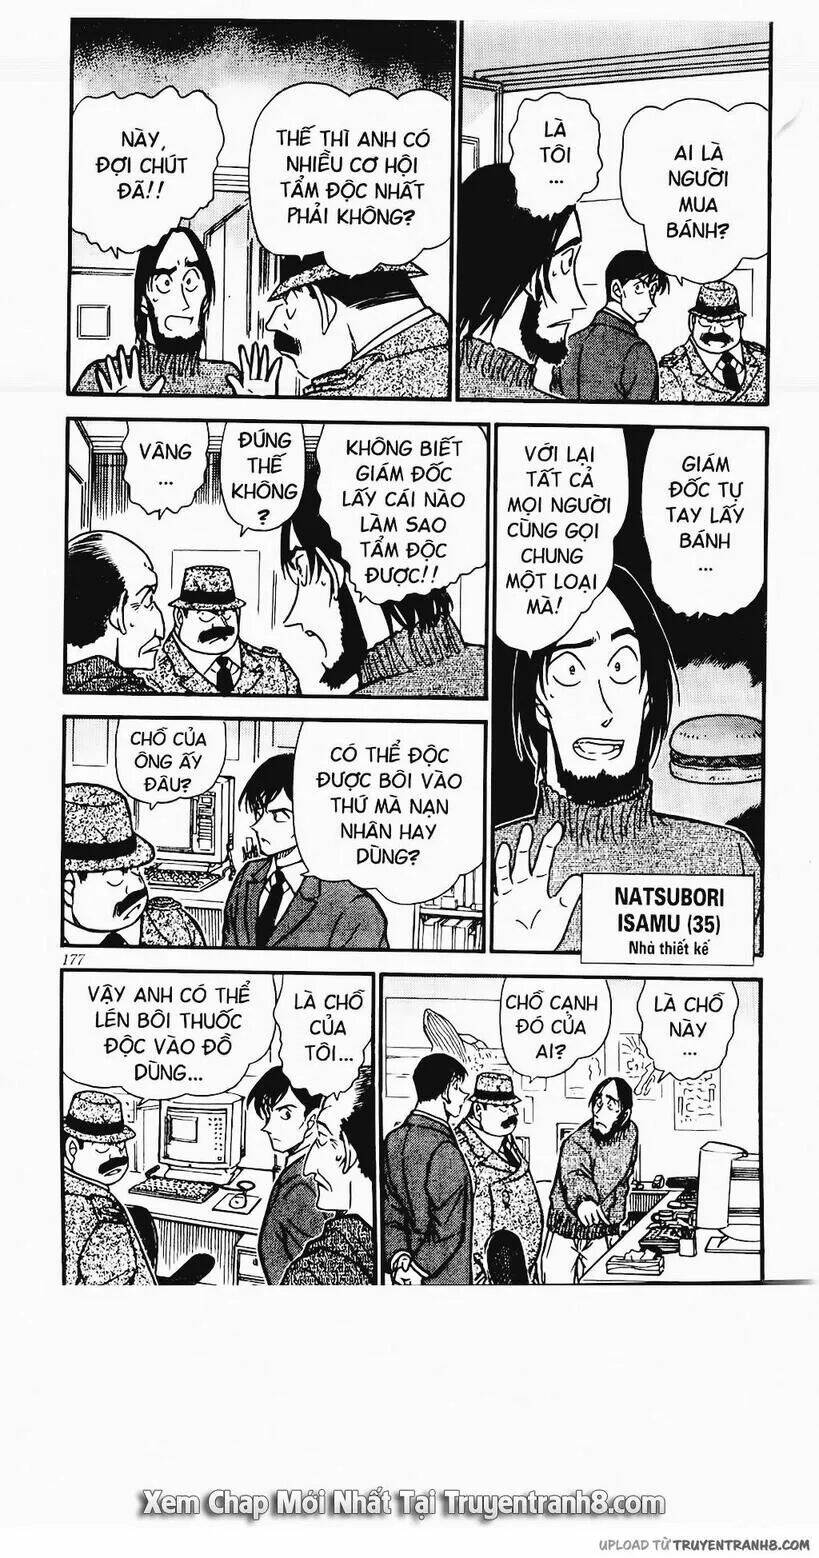 AI LÀ
NGƯỜI
MUA
BÁNH?
LÀ
TÔI
...
THẾ THÌ ANH CÓ
NHIỀU CƠ HỘI
TẨM ĐỘC NHẤT
PHẢI KHÔNG?
NÀY,
ĐỢI CHÚT
ĐÃ!!
GIÁM
ĐỐC TỰ
TAY LẤY
BÁNH
...
VỚI LẠI
TẤT CẢ
MỌI NGƯỜI
CÙNG GỌI
CHUNG
MỘT LOẠI
MÀ!
NATSUBORI
ISAMU (35)
Nhà thiết kế
KHÔNG BIẾT
GIÁM ĐỐC
LẤY CÁI NÀO
LÀM SAO
TẨM ĐỘC
ĐƯỢC!!
ĐÚNG
THẾ
KHÔNG
?
VÂNG
...
CÓ THỂ ĐỘC
ĐƯỢC BÔI VÀO
THỨ MÀ NẠN
NHÂN HAY
DÙNG?
CHỖ CỦA
ÔNG ẤY
ĐÂU?
177
LÀ CHỖ
NÀY
...
CHỖ CẠNH
ĐÓ CỦA
AI?
LÀ CHỖ
CỦA
TÔI...
VẬY ANH CÓ THỂ
LÉN BÔI THUỐC
ĐỘC VÀO ĐỒ
DÙNG...
Xem Chap Mới Nhất Tại Truyentranh8.com
UPLOAD TỪ TRUYENTRANH8.COM